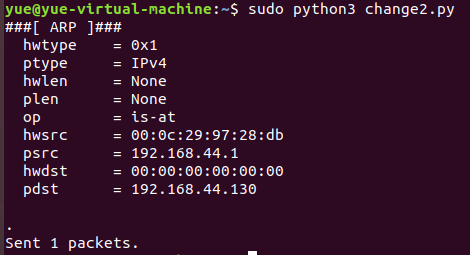 yue@yue-virtual-machine:~$ sudo python3 change2.py
###[ ARP ]###
  hwtype    = 0x1
  ptype     = IPv4
  hwlen     = None
  plen      = None
  op        = is-at
  hwsrc     = 00:0c:29:97:28:db
  psrc      = 192.168.44.1
  hwdst     = 00:00:00:00:00:00
  pdst      = 192.168.44.130
.
Sent 1 packets.